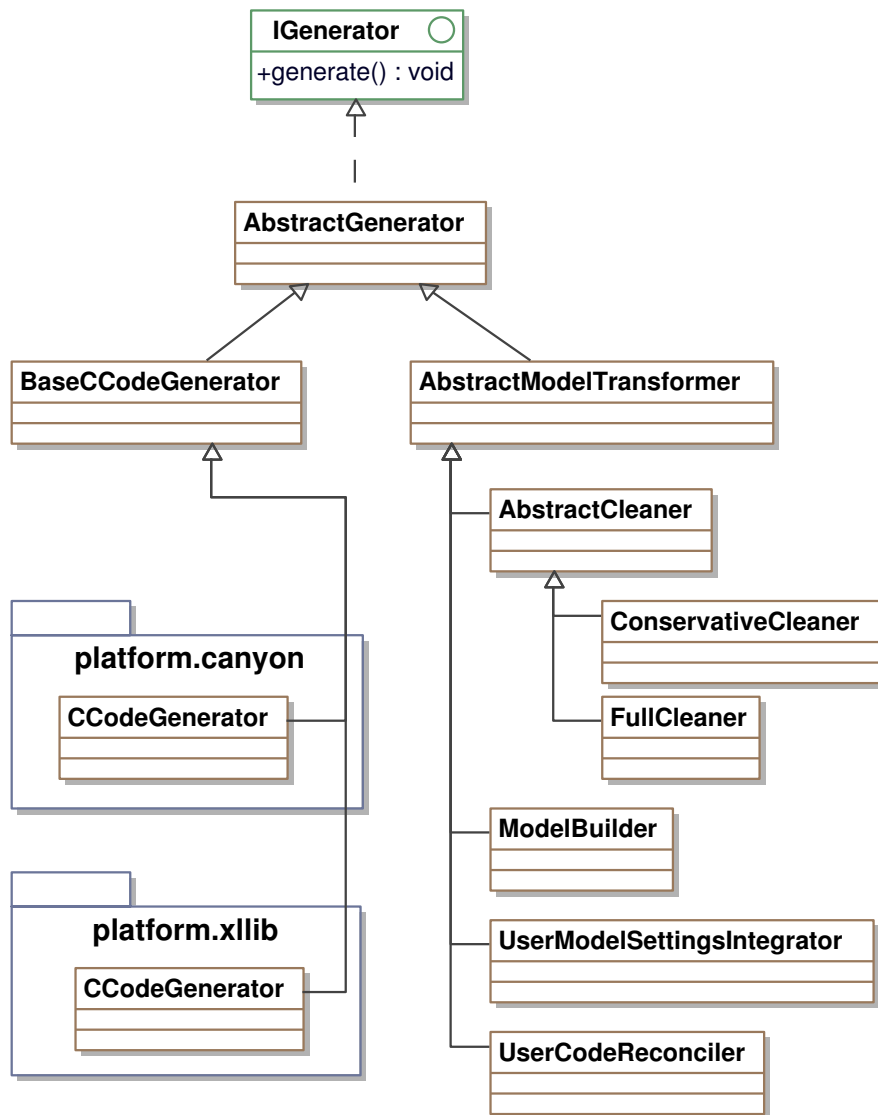 IGenerator
+generate() : void
AbstractGenerator
BaseCCodeGenerator
AbstractModelTransformer
AbstractCleaner
ConservativeCleaner
platform.canyon
CCodeGenerator
FullCleaner
ModelBuilder
platform.xllib
UserModelSettingsIntegrator
CCodeGenerator
UserCodeReconciler